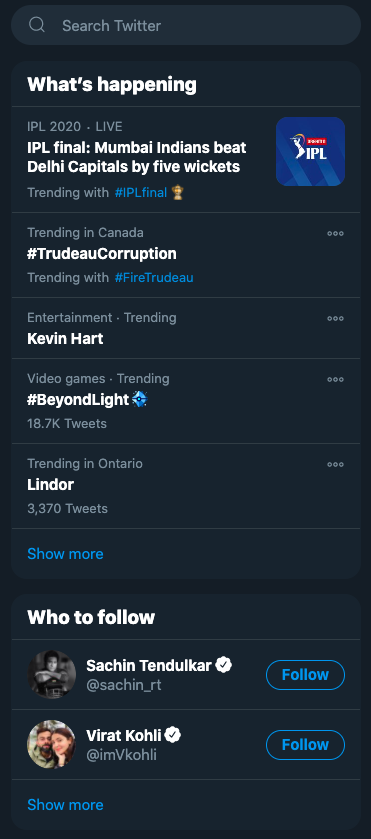 Search Twitter
What's happening
IPL 2020 · LIVE
IPL final: Mumbai Indians beat
Delhi Capitals by five wickets
IPL
Trending with #IPLfinal
Trending in Canada
#TrudeauCorruption
Trending with #FireTrudeau
Entertainment · Trending
Kevin Hart
Video games · Trending
#BeyondLight
18.7K Tweets
Trending in Ontario
Lindor
3,370 Tweets
Show more
Who to follow
Sachin Tendulkar
@sachin_rt
Follow
Virat Kohli
@imVkohli
Follow
Show more